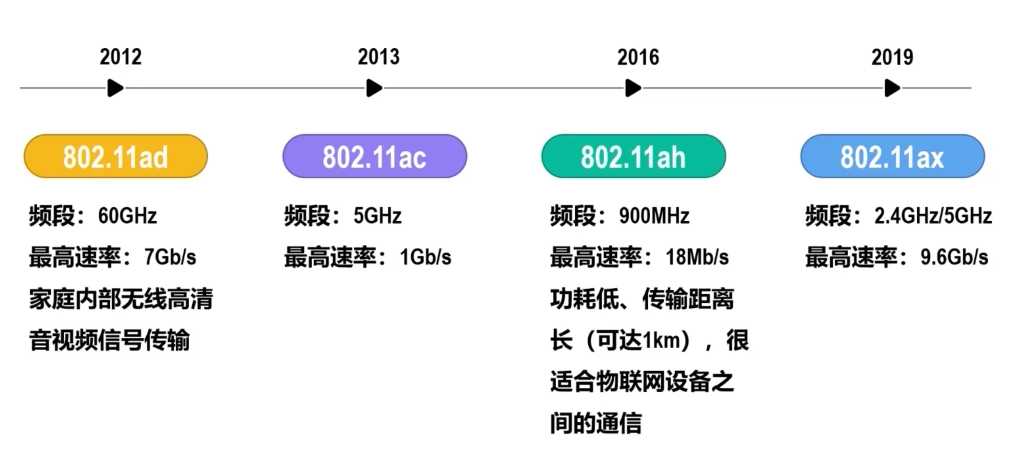 2012
2013
2016
2019
802.11ad
802.11ac
802.11ah
802.11ax
频段：60GHz
最高速率：7Gb/s
家庭内部无线高清
音视频信号传输
频段：5GHz
最高速率：1Gb/s
频段：900MHz
最高速率：18Mb/s
功耗低、传输距离
长（可达1km），很
适合物联网设备之
间的通信
频段：2.4GHz/5GHz
最高速率：9.6Gb/s